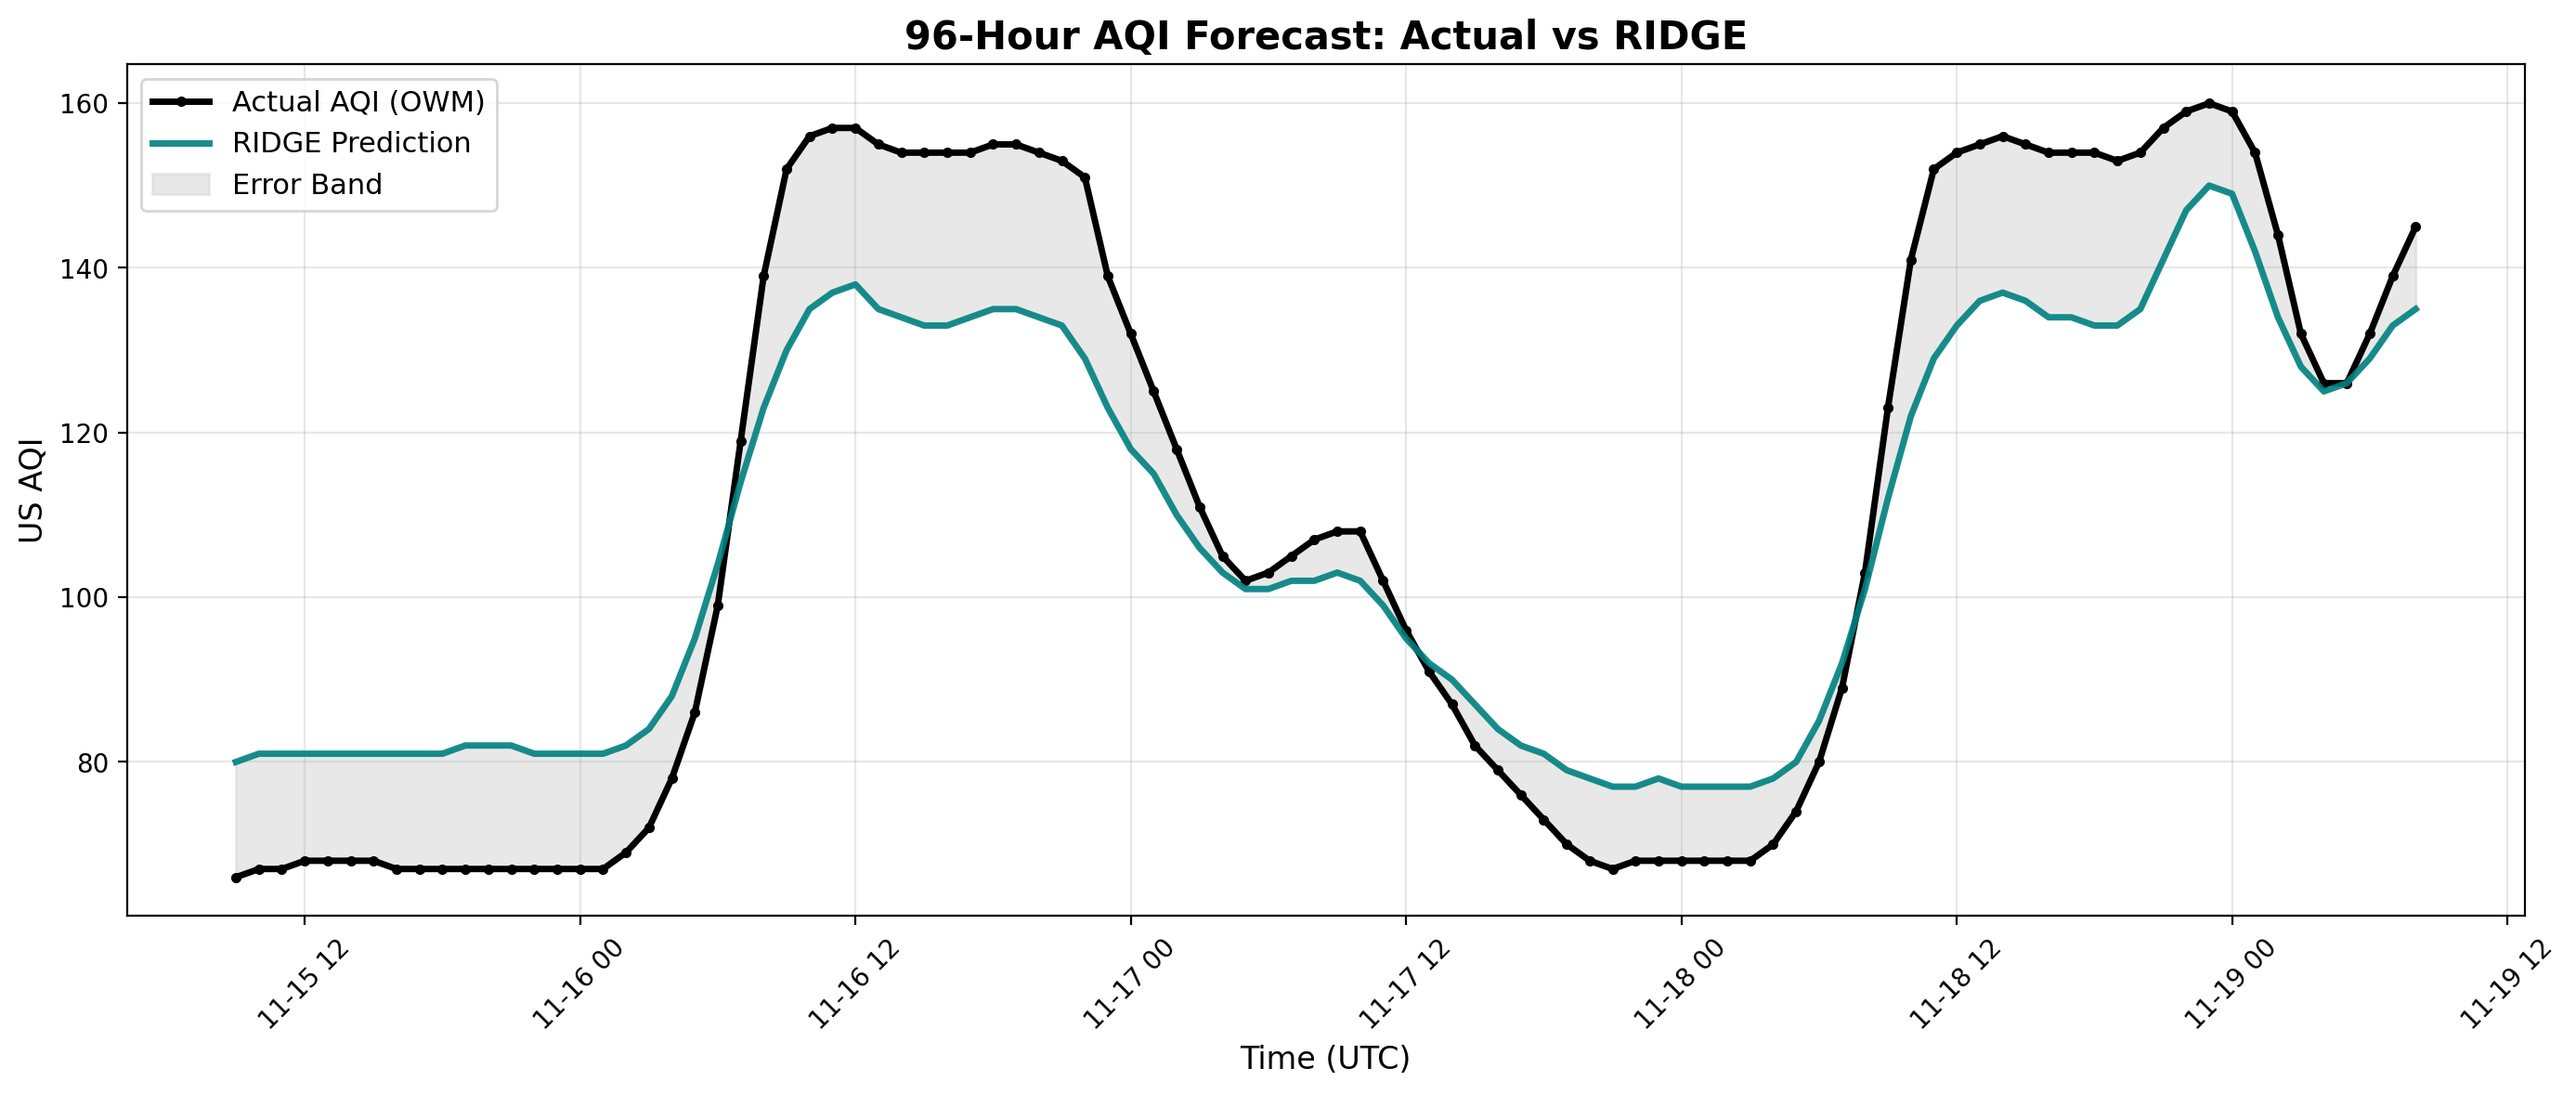 96-Hour AQI Forecast: Actual vs RIDGE
Actual AQI (OWM)
RIDGE Prediction
Error Band
US AQI
160
140
120
100
80
11-15 12
11-16 00
11-16 12
11-17 00
11-17 12
11-18 00
11-18 12
11-19 00
11-19 12
Time (UTC)